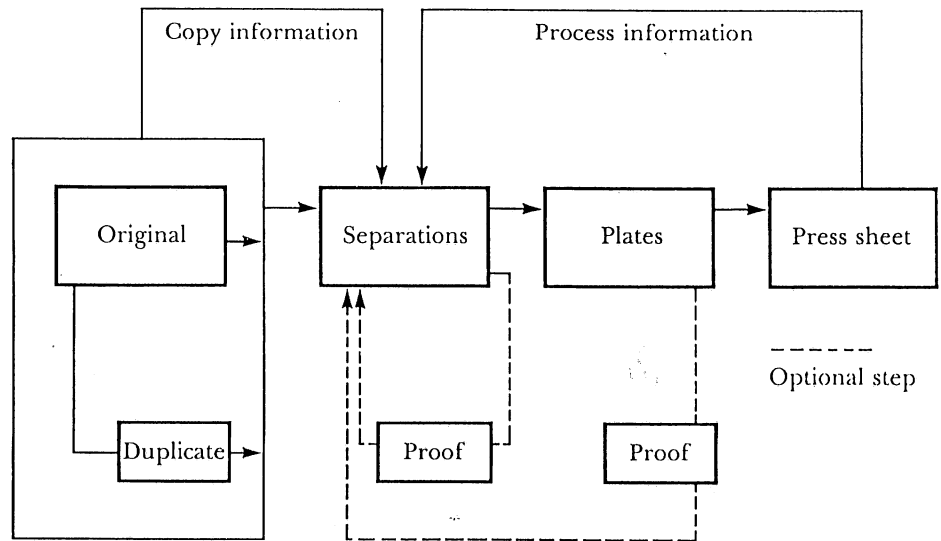 Copy information
Process information
Original
Separations
Plates
Press sheet
Optional step
Duplicate
Proof
Proof